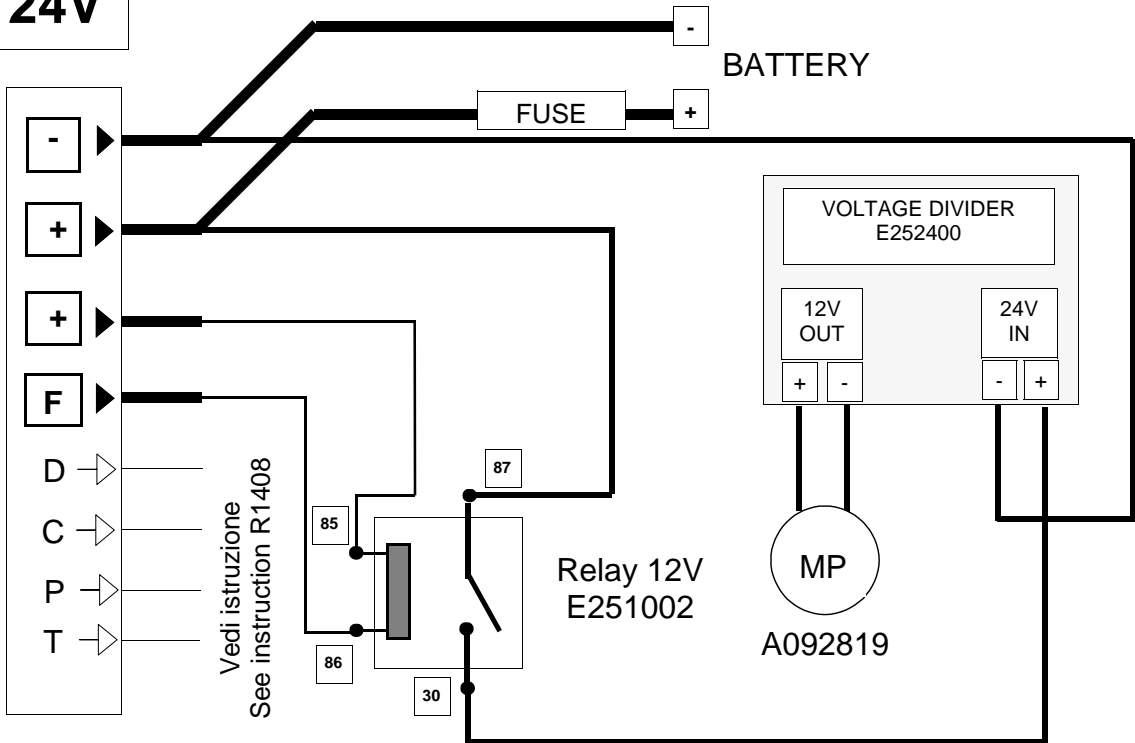 24V
-
BATTERY
FUSE
+
-
+
+
F
D
C
P
T
Vedi istruzione
See instruction R1408
85
86
87
30
Relay 12V
E251002
VOLTAGE DIVIDER
E252400
12V
OUT
24V
IN
+
-
-
+
MP
A092819